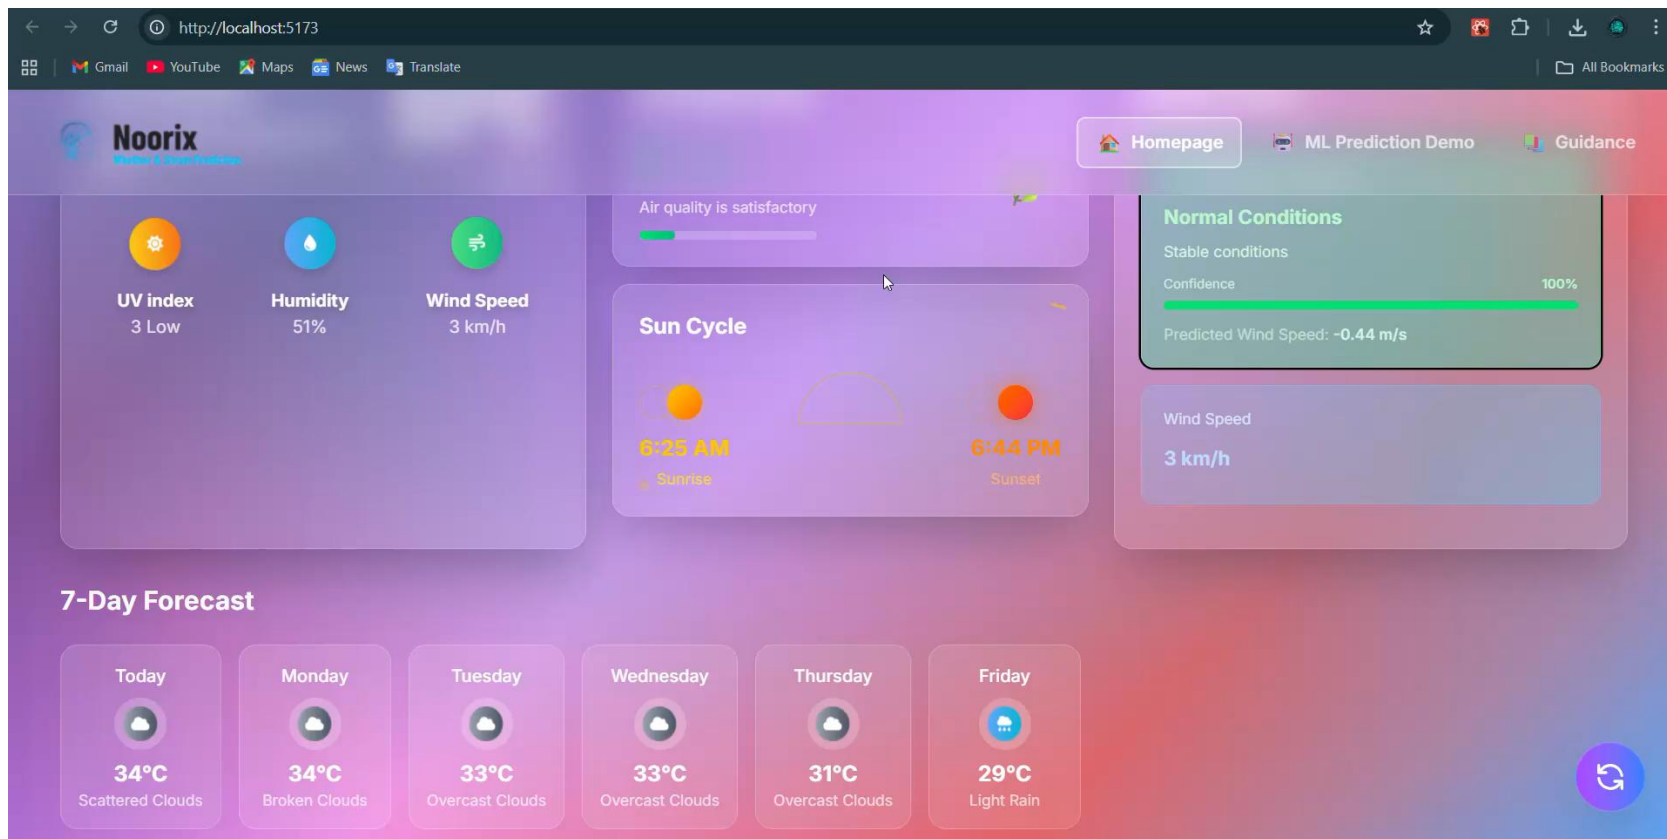 http://localhost:5173
Gmail YouTube Maps GE News Translate All Bookmarks
Noorix
Homepage ML Prediction Demo Guidance
UV index
3 Low
Humidity
51%
Wind Speed
3 km/h
Air quality is satisfactory
Sun Cycle
6:25 AM
Sunrise
6:44 PM
Sunset
Normal Conditions
Stable conditions
Confidence 100%
Predicted Wind Speed: -0.44 m/s
Wind Speed
3 km/h
7-Day Forecast
Today
34°C
Scattered Clouds
Monday
34°C
Broken Clouds
Tuesday
33°C
Overcast Clouds
Wednesday
33°C
Overcast Clouds
Thursday
31°C
Overcast Clouds
Friday
29°C
Light Rain